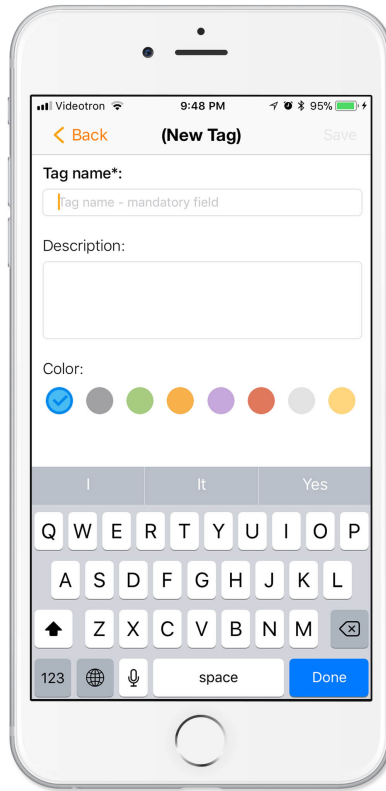 Videotron 9:48 PM 95%
Back (New Tag) Save
Tag name*:
Tag name - mandatory field
Description:
Color:
I It Yes
Q W E R T Y U I O P
A S D F G H J K L
Z X C V B N M
123 space Done